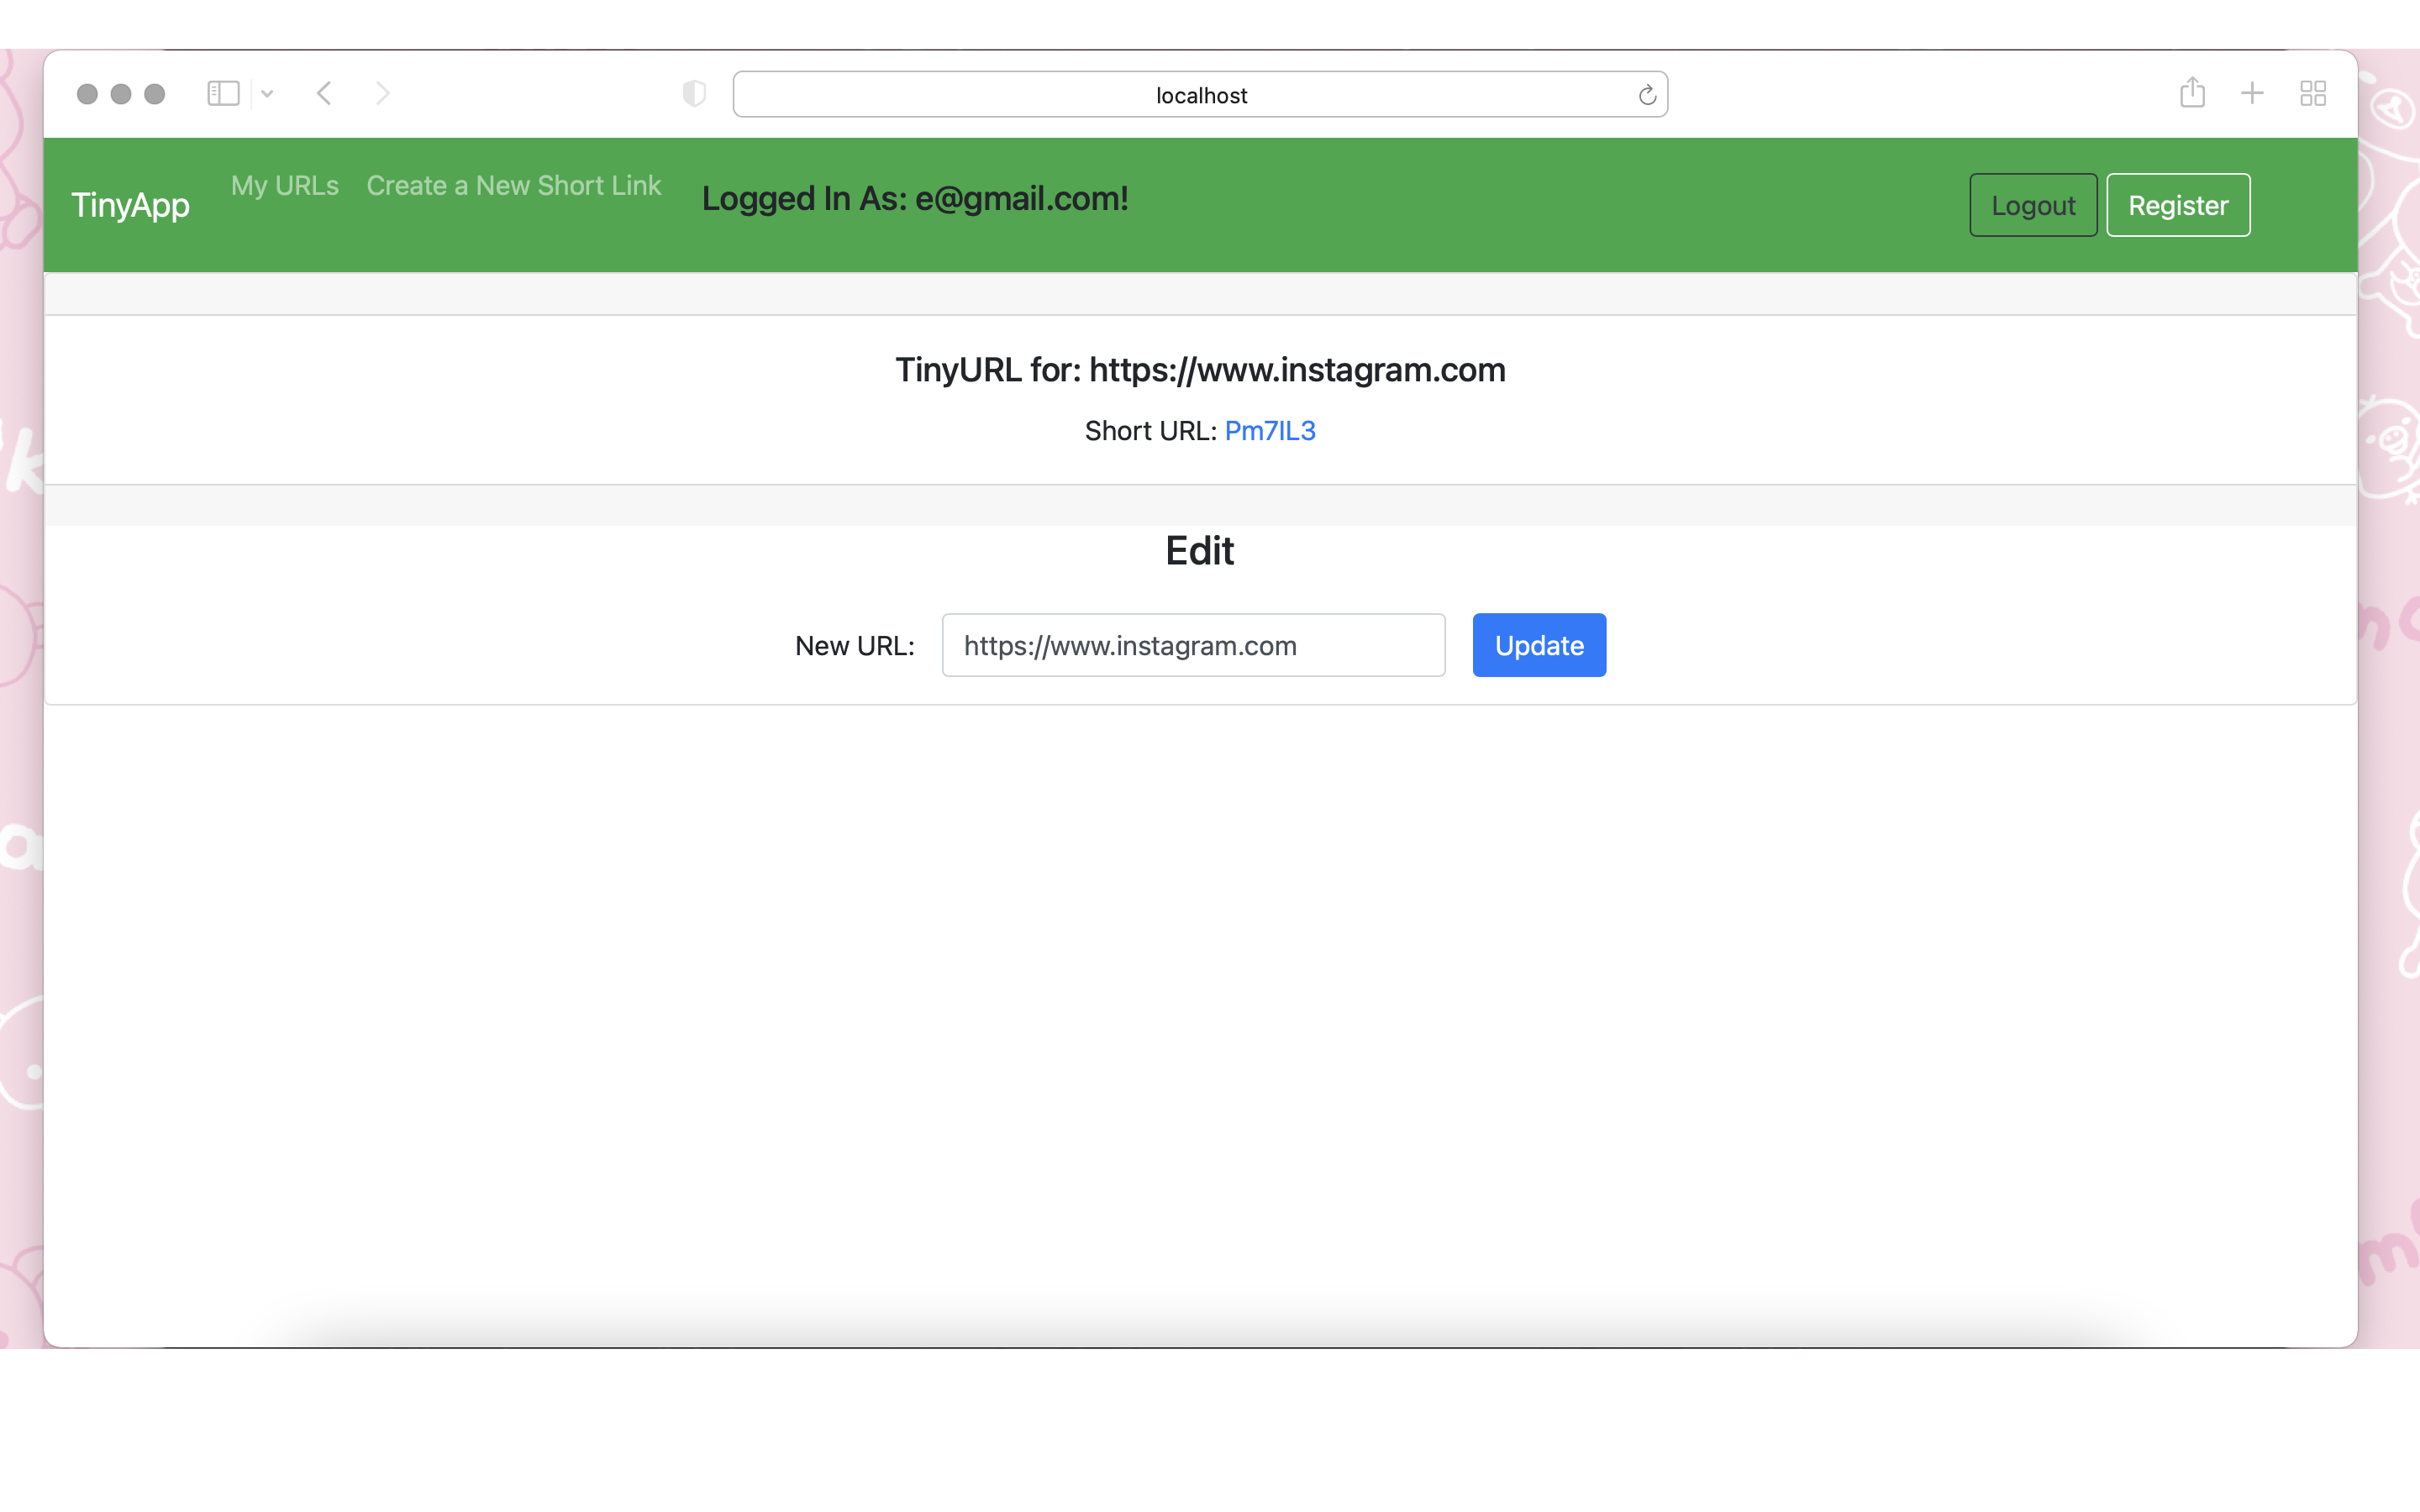 localhost
TinyApp My URLs Create a New Short Link Logged In As: e@gmail.com! Logout Register
TinyURL for: https://www.instagram.com
Short URL: Pm7IL3
Edit
New URL: https://www.instagram.com Update